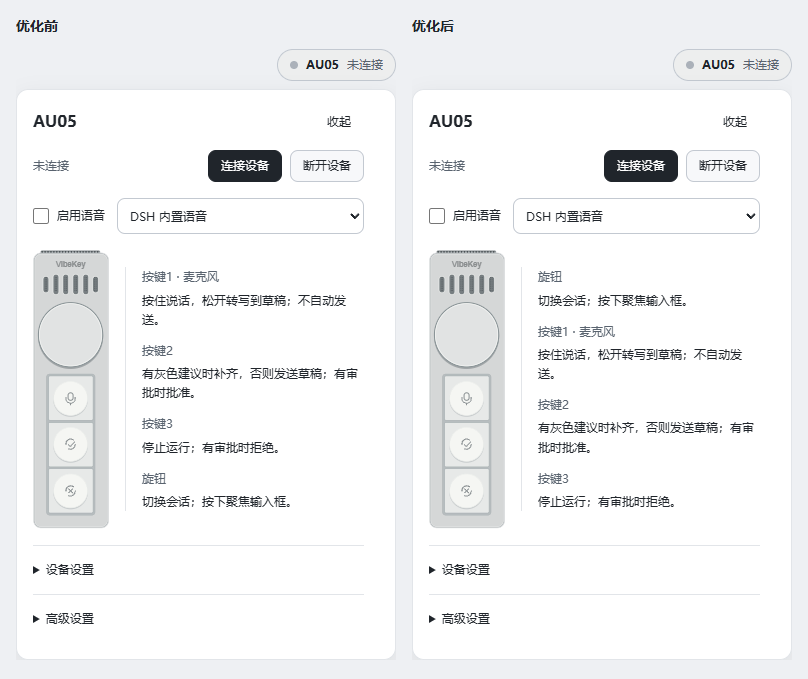 优化前
AU05 未连接
AU05
收起
未连接
连接设备
断开设备
启用语音
DSH 内置语音
VibeKey
按键1 · 麦克风
按住说话，松开转写到草稿；不自动发
送。
按键2
有灰色建议时补齐，否则发送草稿；有审
批时批准。
按键3
停止运行；有审批时拒绝。
旋钮
切换会话；按下聚焦输入框。
设备设置
高级设置
优化后
AU05 未连接
AU05
收起
未连接
连接设备
断开设备
启用语音
DSH 内置语音
VibeKey
旋钮
切换会话；按下聚焦输入框。
按键1 · 麦克风
按住说话，松开转写到草稿；不自动发
送。
按键2
有灰色建议时补齐，否则发送草稿；有审
批时批准。
按键3
停止运行；有审批时拒绝。
设备设置
高级设置